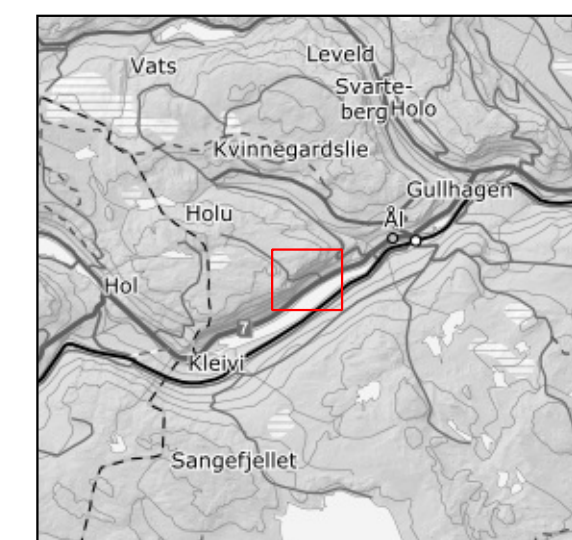 Leveld
Vats
Svarte-
berg
Holo
Kvinnegardslie
Gullhagen
Holu
Ål
Hol
7
Kleivi
Sangefjellet